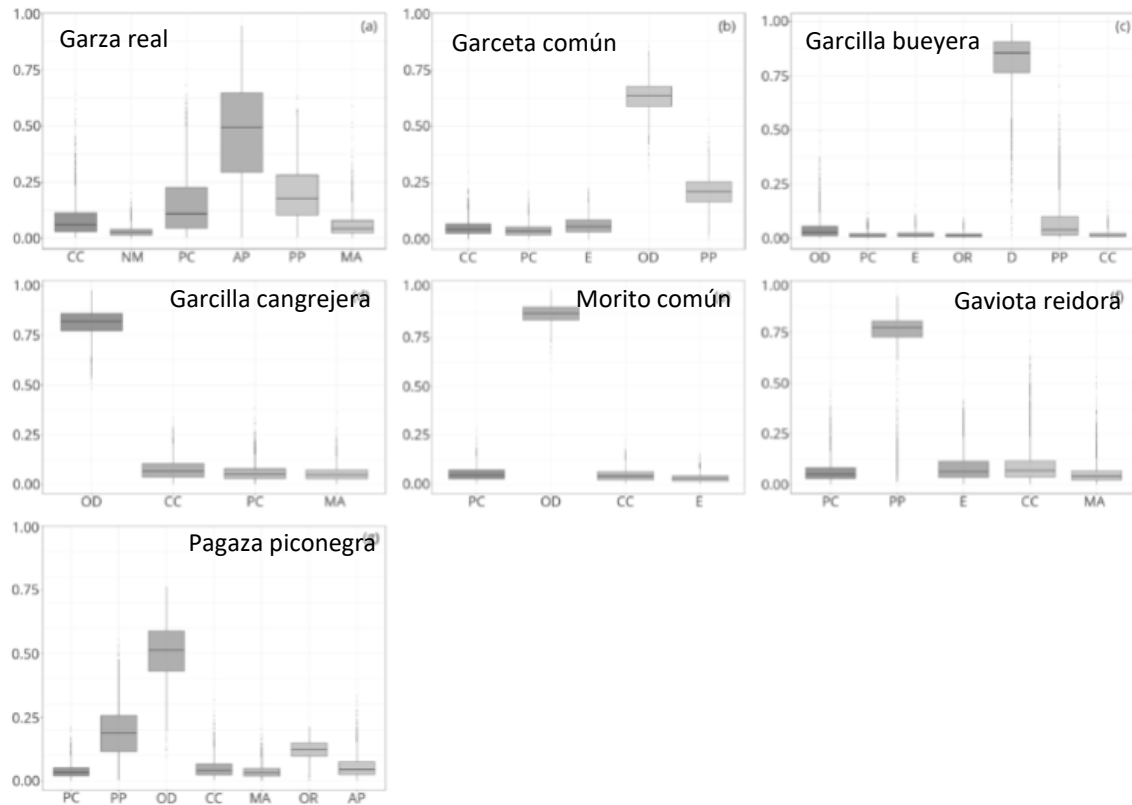 1.00
0.75
0.50
0.25
0.00
Garza real
(a)
CC NM PC AP PP MA
1.00
0.75
0.50
0.25
0.00
Garceta común
(b)
CC PC E OD PP
1.00
0.75
0.50
0.25
0.00
Garcilla bueyera
(c)
OD PC E OR D PP CC
1.00
0.75
0.50
0.25
0.00
Garcilla cangrejera
OD CC PC MA
1.00
0.75
0.50
0.25
0.00
Morito común
PC OD CC E
1.00
0.75
0.50
0.25
0.00
Gaviota reidora
PC PP E CC MA
1.00
0.75
0.50
0.25
0.00
Pagaza piconegra
PC PP OD CC MA OR AP